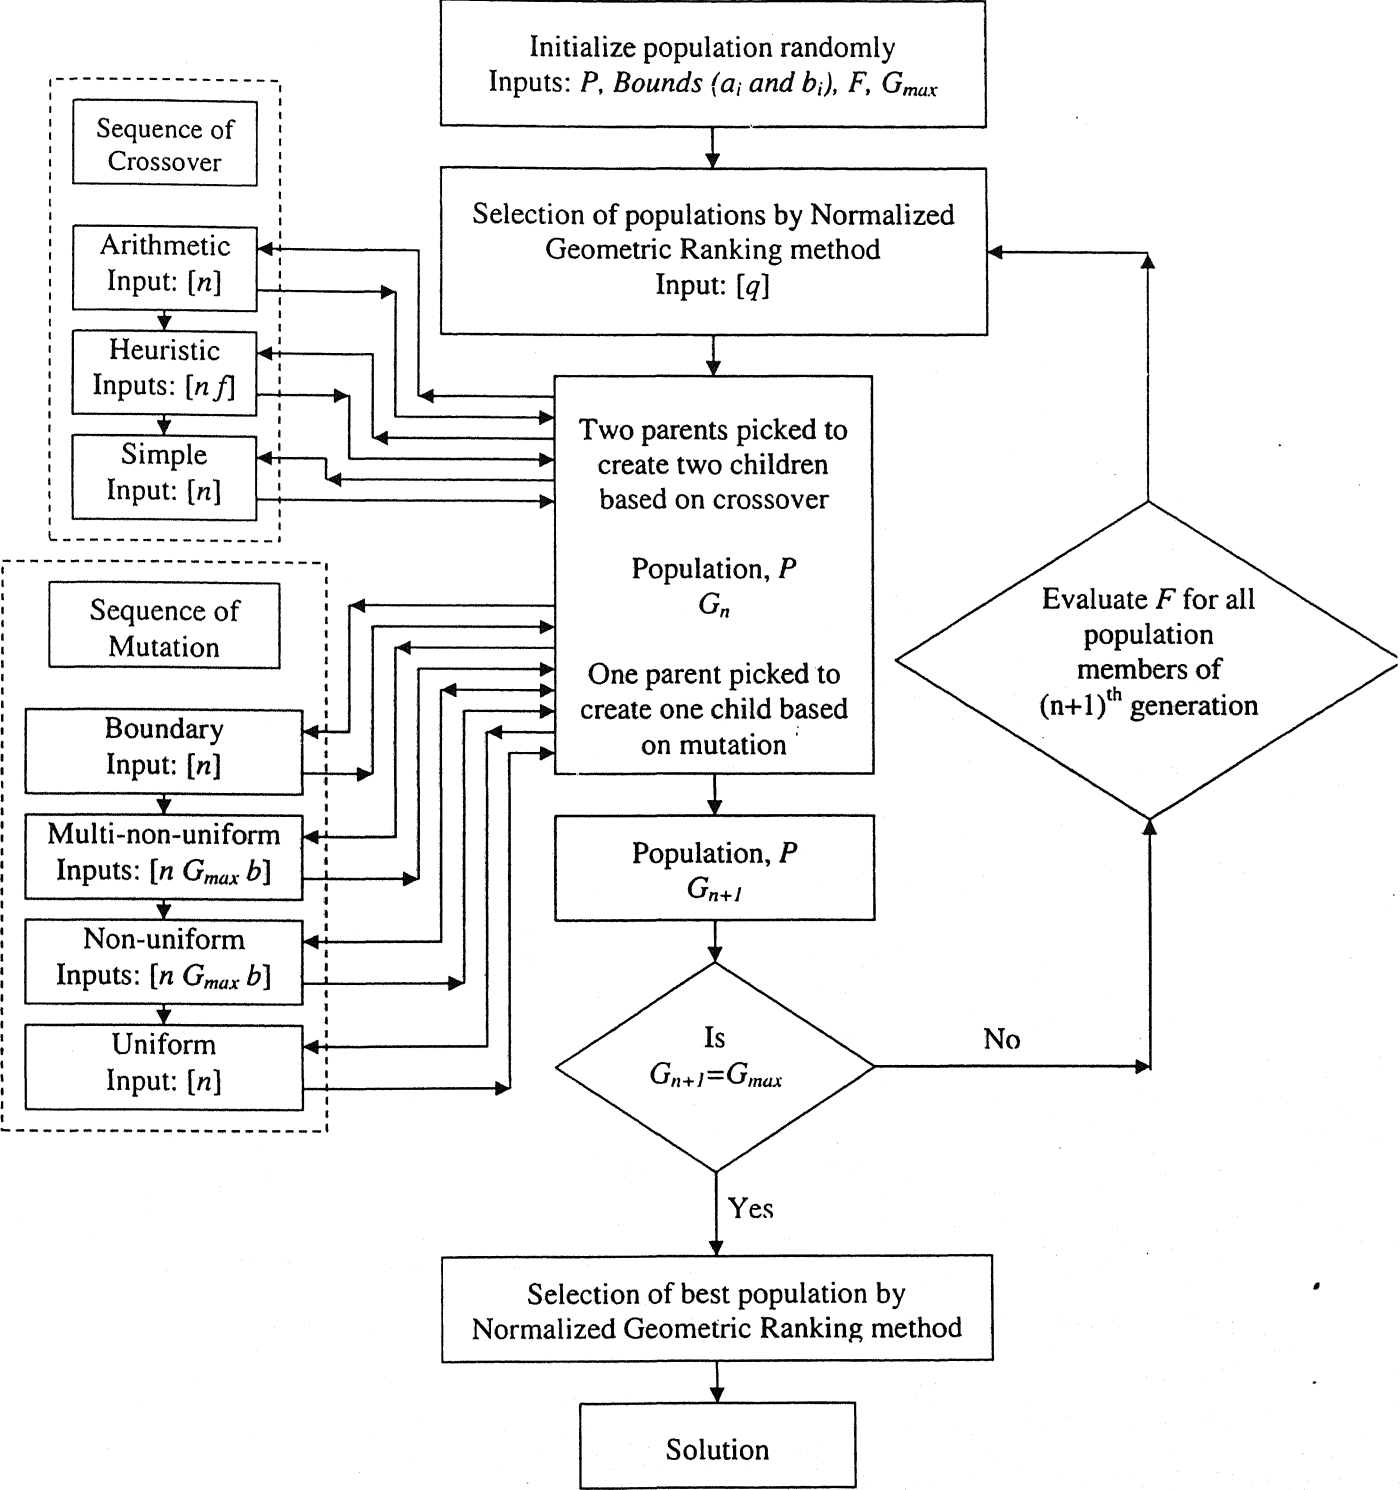 Initialize population randomly
Inputs: P, Bounds (aᵢ and bᵢ), F, Gmax
Sequence of
Crossover
Arithmetic
Input: [n]
Heuristic
Inputs: [n f]
Simple
Input: [n]
Selection of populations by Normalized
Geometric Ranking method
Input: [q]
Two parents picked to
create two children
based on crossover
Population, P
Gn
One parent picked to
create one child based
on mutation
Sequence of
Mutation
Boundary
Input: [n]
Multi-non-uniform
Inputs: [n Gmax b]
Non-uniform
Inputs: [n Gmax b]
Uniform
Input: [n]
Evaluate F for all
population
members of
(n+1)th generation
Population, P
Gn+1
Is
Gn+1=Gmax
No
Yes
Selection of best population by
Normalized Geometric Ranking method
Solution